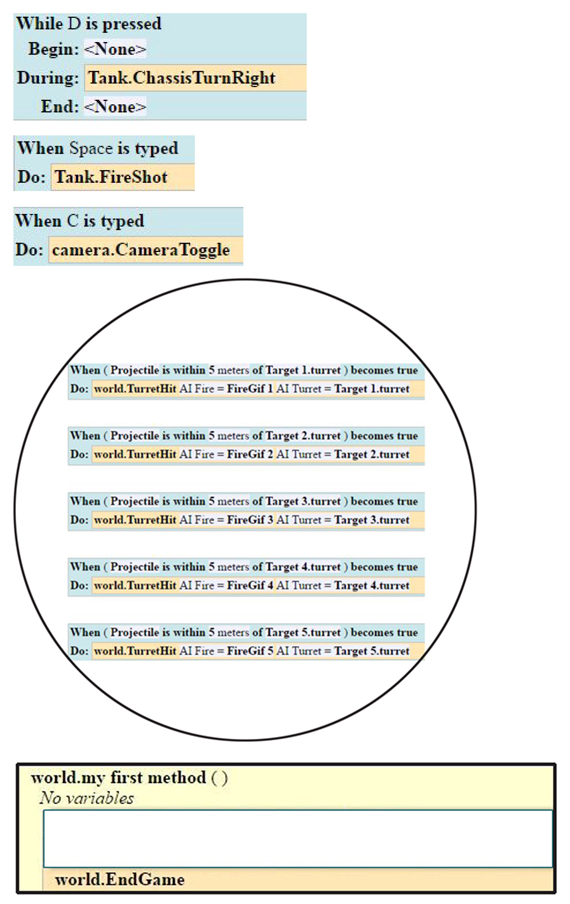 While D is pressed
Begin: <None>
During: Tank.ChassisTurnRight
End: <None>
When Space is typed
Do: Tank.FireShot
When C is typed
Do: camera.CameraToggle
When ( Projectile is within 5 meters of Target 1.turret ) becomes true
Do: world.TurretHit AI Fire = FireGif 1 AI Turret = Target 1.turret
When ( Projectile is within 5 meters of Target 2.turret ) becomes true
Do: world.TurretHit AI Fire = FireGif 2 AI Turret = Target 2.turret
When ( Projectile is within 5 meters of Target 3.turret ) becomes true
Do: world.TurretHit AI Fire = FireGif 3 AI Turret = Target 3.turret
When ( Projectile is within 5 meters of Target 4.turret ) becomes true
Do: world.TurretHit AI Fire = FireGif 4 AI Turret = Target 4.turret
When ( Projectile is within 5 meters of Target 5.turret ) becomes true
Do: world.TurretHit AI Fire = FireGif 5 AI Turret = Target 5.turret
world.my first method ( )
No variables
world.EndGame